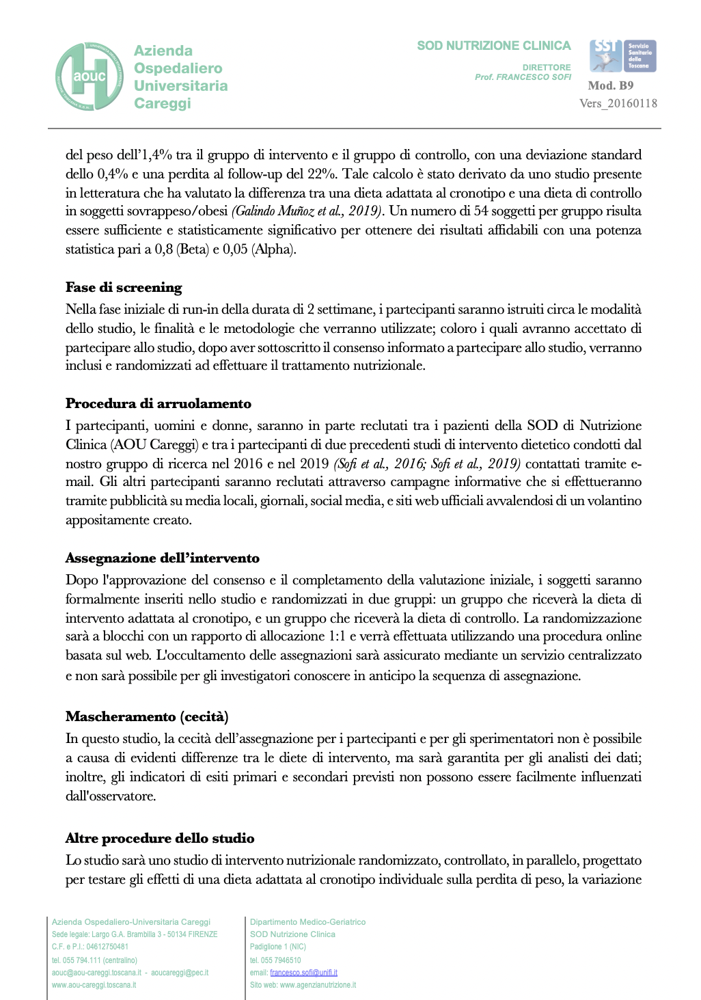 Azienda
Ospedaliero
Universitaria
Careggi
aouc
SOD NUTRIZIONE CLINICA
DIRETTORE
Prof. FRANCESCO SOFI
SST
Servizio
Sanitario
della
Toscana
Mod. B9
Vers_20160118
del peso dell’1,4% tra il gruppo di intervento e il gruppo di controllo, con una deviazione standard
dello 0,4% e una perdita al follow-up del 22%. Tale calcolo è stato derivato da uno studio presente
in letteratura che ha valutato la differenza tra una dieta adattata al cronotipo e una dieta di controllo
in soggetti sovrappeso/obesi (Galindo Muñoz et al., 2019). Un numero di 54 soggetti per gruppo risulta
essere sufficiente e statisticamente significativo per ottenere dei risultati affidabili con una potenza
statistica pari a 0,8 (Beta) e 0,05 (Alpha).
Fase di screening
Nella fase iniziale di run-in della durata di 2 settimane, i partecipanti saranno istruiti circa le modalità
dello studio, le finalità e le metodologie che verranno utilizzate; coloro i quali avranno accettato di
partecipare allo studio, dopo aver sottoscritto il consenso informato a partecipare allo studio, verranno
inclusi e randomizzati ad effettuare il trattamento nutrizionale.
Procedura di arruolamento
I partecipanti, uomini e donne, saranno in parte reclutati tra i pazienti della SOD di Nutrizione
Clinica (AOU Careggi) e tra i partecipanti di due precedenti studi di intervento dietetico condotti dal
nostro gruppo di ricerca nel 2016 e nel 2019 (Sofi et al., 2016; Sofi et al., 2019) contattati tramite e-
mail. Gli altri partecipanti saranno reclutati attraverso campagne informative che si effettueranno
tramite pubblicità su media locali, giornali, social media, e siti web ufficiali avvalendosi di un volantino
appositamente creato.
Assegnazione dell’intervento
Dopo l'approvazione del consenso e il completamento della valutazione iniziale, i soggetti saranno
formalmente inseriti nello studio e randomizzati in due gruppi: un gruppo che riceverà la dieta di
intervento adattata al cronotipo, e un gruppo che riceverà la dieta di controllo. La randomizzazione
sarà a blocchi con un rapporto di allocazione 1:1 e verrà effettuata utilizzando una procedura online
basata sul web. L'occultamento delle assegnazioni sarà assicurato mediante un servizio centralizzato
e non sarà possibile per gli investigatori conoscere in anticipo la sequenza di assegnazione.
Mascheramento (cecità)
In questo studio, la cecità dell’assegnazione per i partecipanti e per gli sperimentatori non è possibile
a causa di evidenti differenze tra le diete di intervento, ma sarà garantita per gli analisti dei dati;
inoltre, gli indicatori di esiti primari e secondari previsti non possono essere facilmente influenzati
dall'osservatore.
Altre procedure dello studio
Lo studio sarà uno studio di intervento nutrizionale randomizzato, controllato, in parallelo, progettato
per testare gli effetti di una dieta adattata al cronotipo individuale sulla perdita di peso, la variazione
Azienda Ospedaliero-Universitaria Careggi
Sede legale: Largo G.A. Brambilla 3 - 50134 FIRENZE
C.F. e P.I.: 04612750481
tel. 055 794.111 (centralino)
aouc@aou-careggi.toscana.it - aoucareggi@pec.it
www.aou-careggi.toscana.it
Dipartimento Medico-Geriatrico
SOD Nutrizione Clinica
Padiglione 1 (NIC)
tel. 055 7946510
email: francesco.sofi@unifi.it
Sito web: www.agenzianutrizione.it